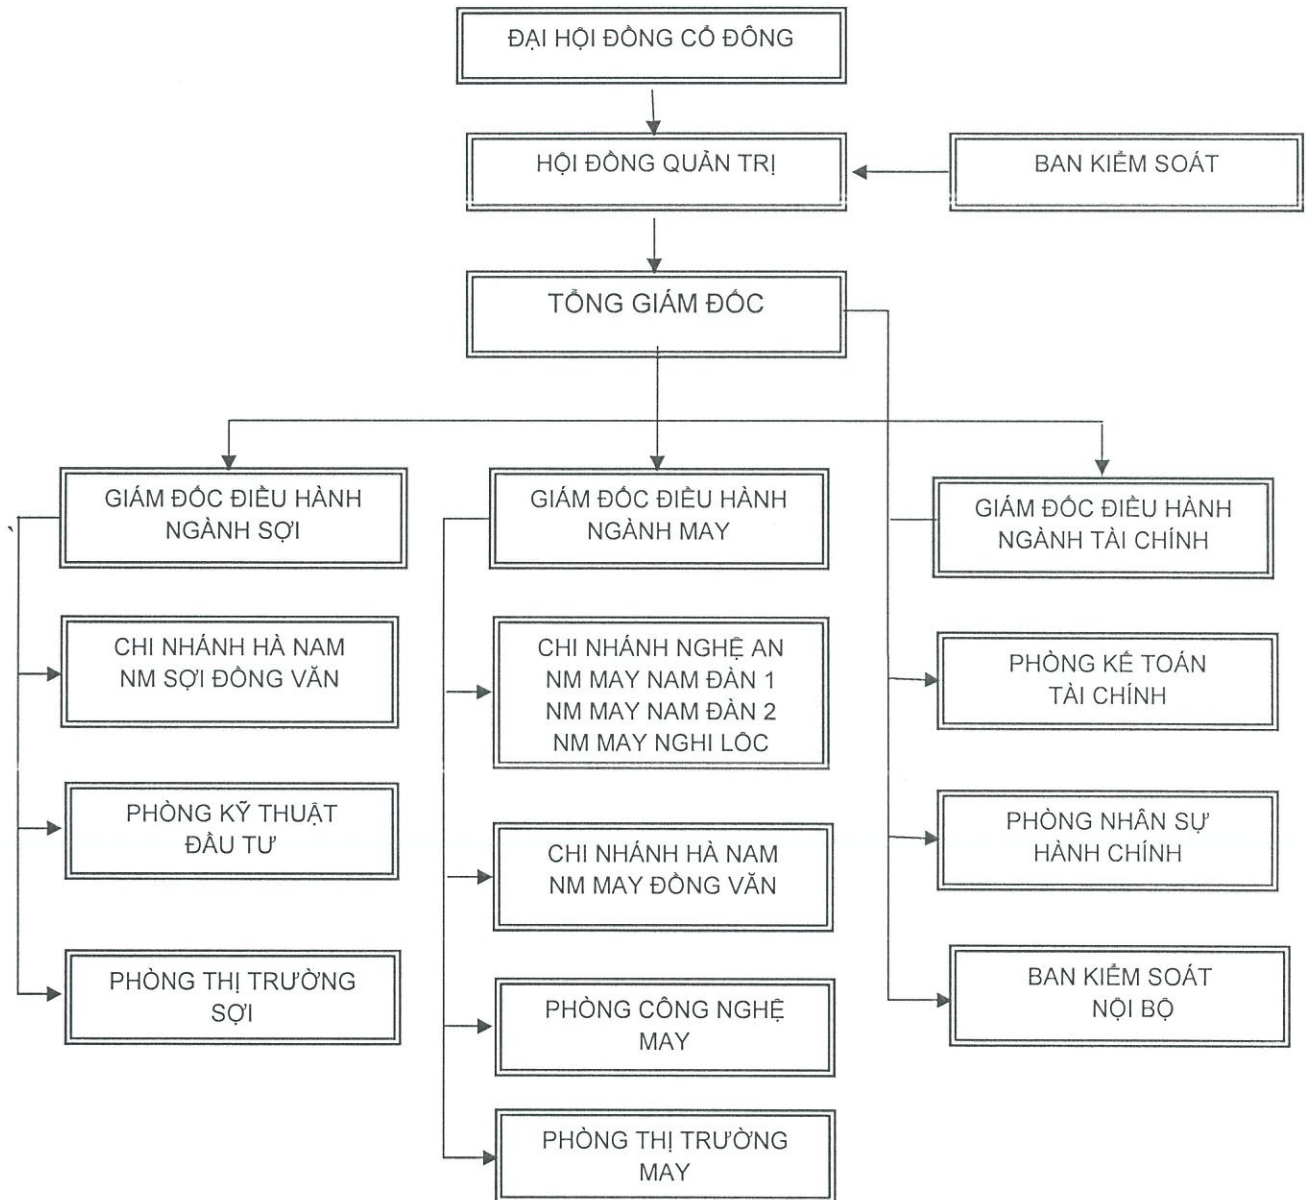 ĐẠI HỘI ĐỒNG CỔ ĐÔNG
HỘI ĐỒNG QUẢN TRỊ
BAN KIỂM SOÁT
TỔNG GIÁM ĐỐC
GIÁM ĐỐC ĐIỀU HÀNH
NGÀNH SỢI
GIÁM ĐỐC ĐIỀU HÀNH
NGÀNH MAY
GIÁM ĐỐC ĐIỀU HÀNH
NGÀNH TÀI CHÍNH
CHI NHÁNH HÀ NAM
NM SỢI ĐỒNG VĂN
PHÒNG KỸ THUẬT
ĐẦU TƯ
PHÒNG THỊ TRƯỜNG
SỢI
CHI NHÁNH NGHỆ AN
NM MAY NAM ĐÀN 1
NM MAY NAM ĐÀN 2
NM MAY NGHI LÔC
CHI NHÁNH HÀ NAM
NM MAY ĐỒNG VĂN
PHÒNG CÔNG NGHỆ
MAY
PHÒNG THỊ TRƯỜNG
MAY
PHÒNG KẾ TOÁN
TÀI CHÍNH
PHÒNG NHÂN SỰ
HÀNH CHÍNH
BAN KIỂM SOÁT
NỘI BỘ